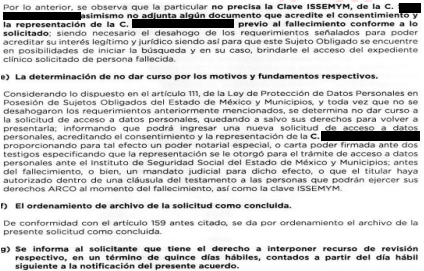 Por lo anterior, se observa que la particular no precisa la Clave ISSEMYM, de la C.
asimismo no adjunta algún documento que acredite el consentimiento y
la representación de la C. previo al fallecimiento conforme a lo
solicitado; siendo necesario el desahogo de los requerimientos señalados para poder
acreditar su interés legítimo y jurídico siendo así para que este Sujeto Obligado se encuentre
en posibilidades de iniciar la búsqueda y en su caso, brindarle el acceso del expediente
clínico solicitado de persona fallecida.
e) La determinación de no dar curso por los motivos y fundamentos respectivos.
Considerando lo dispuesto en el artículo 111, de la Ley de Protección de Datos Personales en
Posesión de Sujetos Obligados del Estado de México y Municipios, y toda vez que no se
desahogaron los requerimientos anteriormente mencionados, se determina no dar curso a
la solicitud de acceso a datos personales, quedando a salvo sus derechos para volver a
presentarla; informando que podrá ingresar una nueva solicitud de acceso a datos
personales, acreditando el consentimiento y la representación de la C.
proporcionando para tal efecto un poder notarial especial, o carta poder firmada ante dos
testigos especificando que la representación se le otorgó para el trámite de acceso a datos
personales ante el Instituto de Seguridad Social del Estado de México y Municipios; antes
del fallecimiento, o bien, un mandato judicial para dicho efecto, o que el titular haya
autorizado dentro de una cláusula del testamento a las personas que podrán ejercer sus
derechos ARCO al momento del fallecimiento, así como la clave ISSEMYM.
f) El ordenamiento de archivo de la solicitud como concluida.
De conformidad con el artículo 159 antes citado, se da por ordenamiento el archivo de la
presente solicitud como concluida.
g) Se informa al solicitante que tiene el derecho a interponer recurso de revisión
respectivo, en un término de quince días hábiles, contados a partir del día hábil
siguiente a la notificación del presente acuerdo.